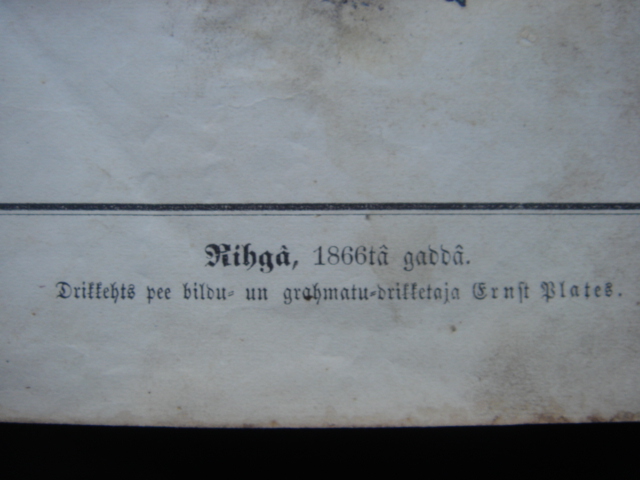 Rihgâ, 1866tâ gaddâ.
Drikkehts pee bildu- un grahmatu-drikketaja Ernst Plates.